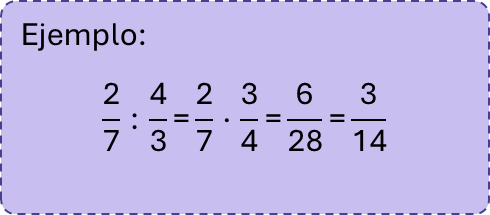 Ejemplo:
2/7 : 4/3 = 2/7 · 3/4 = 6/28 = 3/14